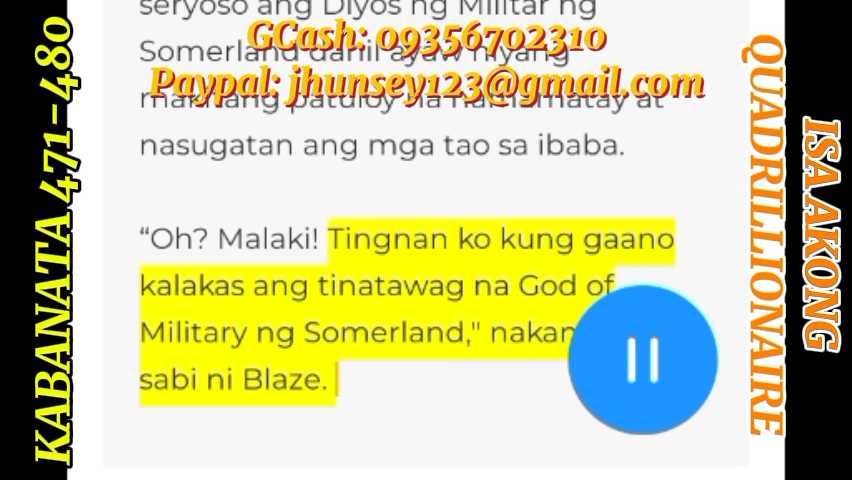 KABANATA 471-480
seryoso ang Diyos ng Militar ng
GCash: 09356702310
Somerland dahil ayaw niyang
Paypal: jhunsey123@gmail.com
makitang patuloy na namamatay at
nasugatan ang mga tao sa ibaba.
“Oh? Malaki! Tingnan ko kung gaano
kalakas ang tinatawag na God of
Military ng Somerland," nakan
sabi ni Blaze.
ISA AKONG
QUADRILLIONAIRE